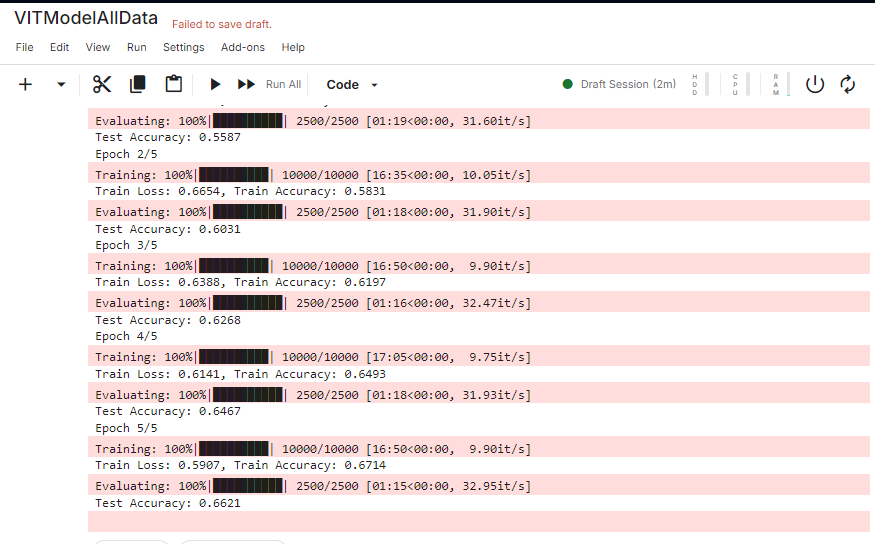 VITModelAllData Failed to save draft.
File Edit View Run Settings Add-ons Help
Run All Code Draft Session (2m) HDD CPU RAM
Evaluating: 100%|██████████| 2500/2500 [01:19<00:00, 31.60it/s]
Test Accuracy: 0.5587
Epoch 2/5
Training: 100%|██████████| 10000/10000 [16:35<00:00, 10.05it/s]
Train Loss: 0.6654, Train Accuracy: 0.5831
Evaluating: 100%|██████████| 2500/2500 [01:18<00:00, 31.90it/s]
Test Accuracy: 0.6031
Epoch 3/5
Training: 100%|██████████| 10000/10000 [16:50<00:00,  9.90it/s]
Train Loss: 0.6388, Train Accuracy: 0.6197
Evaluating: 100%|██████████| 2500/2500 [01:16<00:00, 32.47it/s]
Test Accuracy: 0.6268
Epoch 4/5
Training: 100%|██████████| 10000/10000 [17:05<00:00,  9.75it/s]
Train Loss: 0.6141, Train Accuracy: 0.6493
Evaluating: 100%|██████████| 2500/2500 [01:18<00:00, 31.93it/s]
Test Accuracy: 0.6467
Epoch 5/5
Training: 100%|██████████| 10000/10000 [16:50<00:00,  9.90it/s]
Train Loss: 0.5907, Train Accuracy: 0.6714
Evaluating: 100%|██████████| 2500/2500 [01:15<00:00, 32.95it/s]
Test Accuracy: 0.6621